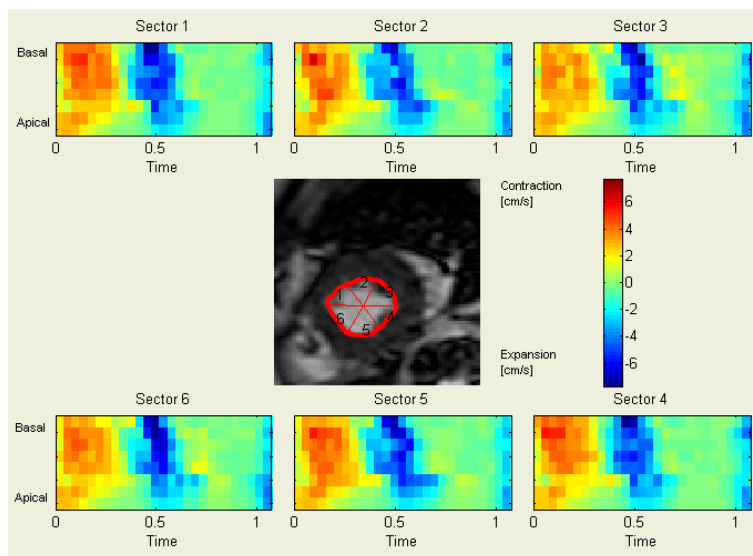 Sector 1
Sector 2
Sector 3
Basal
Apical
0 0.5 1
0 0.5 1
0 0.5 1
Time
Time
Time
Contraction
[cm/s]
6
4
2
0
-2
-4
-6
1
2
3
4
5
6
Expansion
[cm/s]
Sector 6
Sector 5
Sector 4
Basal
Apical
0 0.5 1
0 0.5 1
0 0.5 1
Time
Time
Time